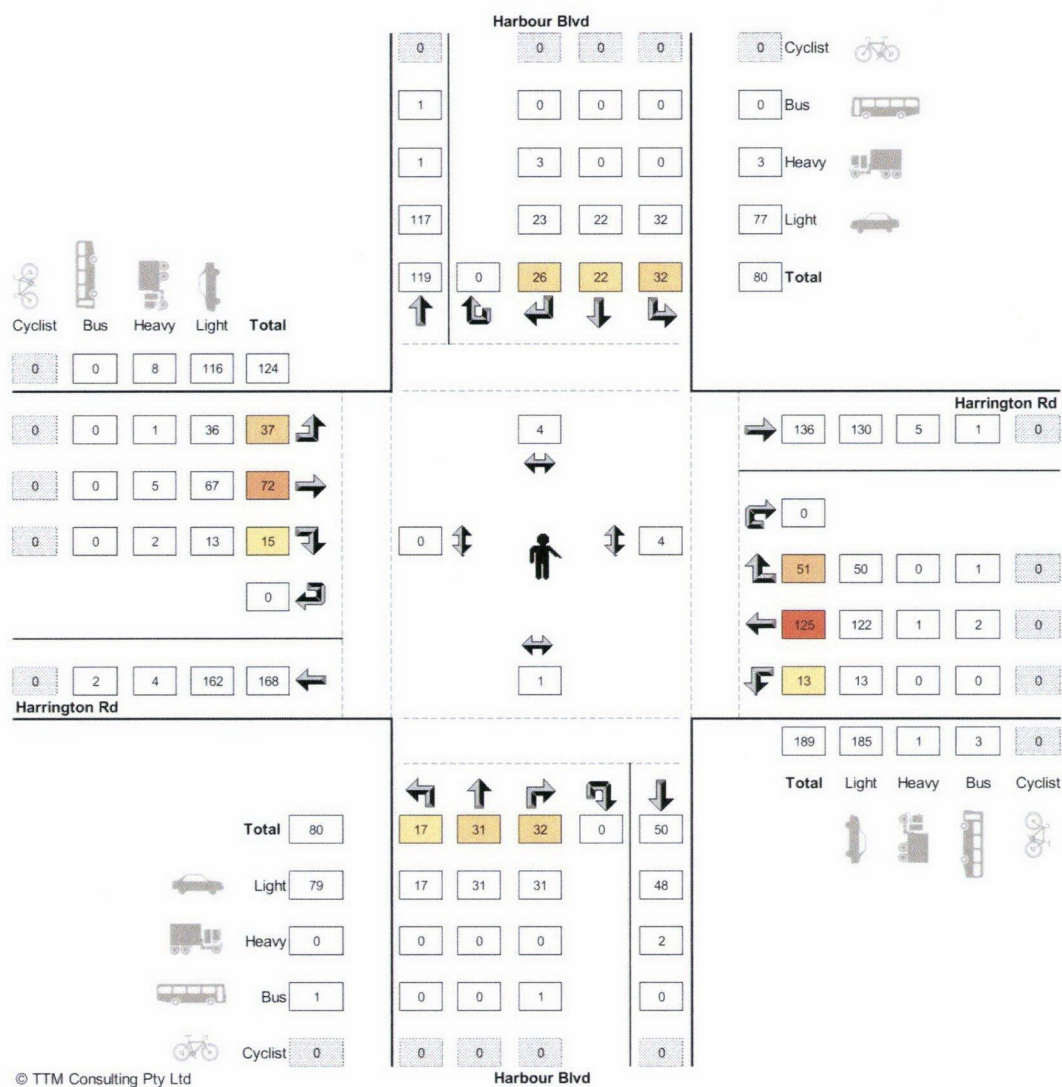 Harbour Blvd
0 0 0 0 0 Cyclist
1 0 0 0 0 Bus
1 3 0 0 3 Heavy
117 23 22 32 77 Light
119 0 26 22 32 80 Total
Cyclist Bus Heavy Light Total
0 0 8 116 124
Harrington Rd
0 0 1 36 37 4 136 130 5 1 0
0 0 5 67 72 0
0 0 2 13 15 0 4 51 50 0 1 0
0 125 122 1 2 0
0 2 4 162 168 1 13 13 0 0 0
Harrington Rd
189 185 1 3 0
Total Light Heavy Bus Cyclist
Total 80 17 31 32 0 50
Light 79 17 31 31 48
Heavy 0 0 0 0 2
Bus 1 0 0 1 0
Cyclist 0 0 0 0 0
© TTM Consulting Pty Ltd
Harbour Blvd